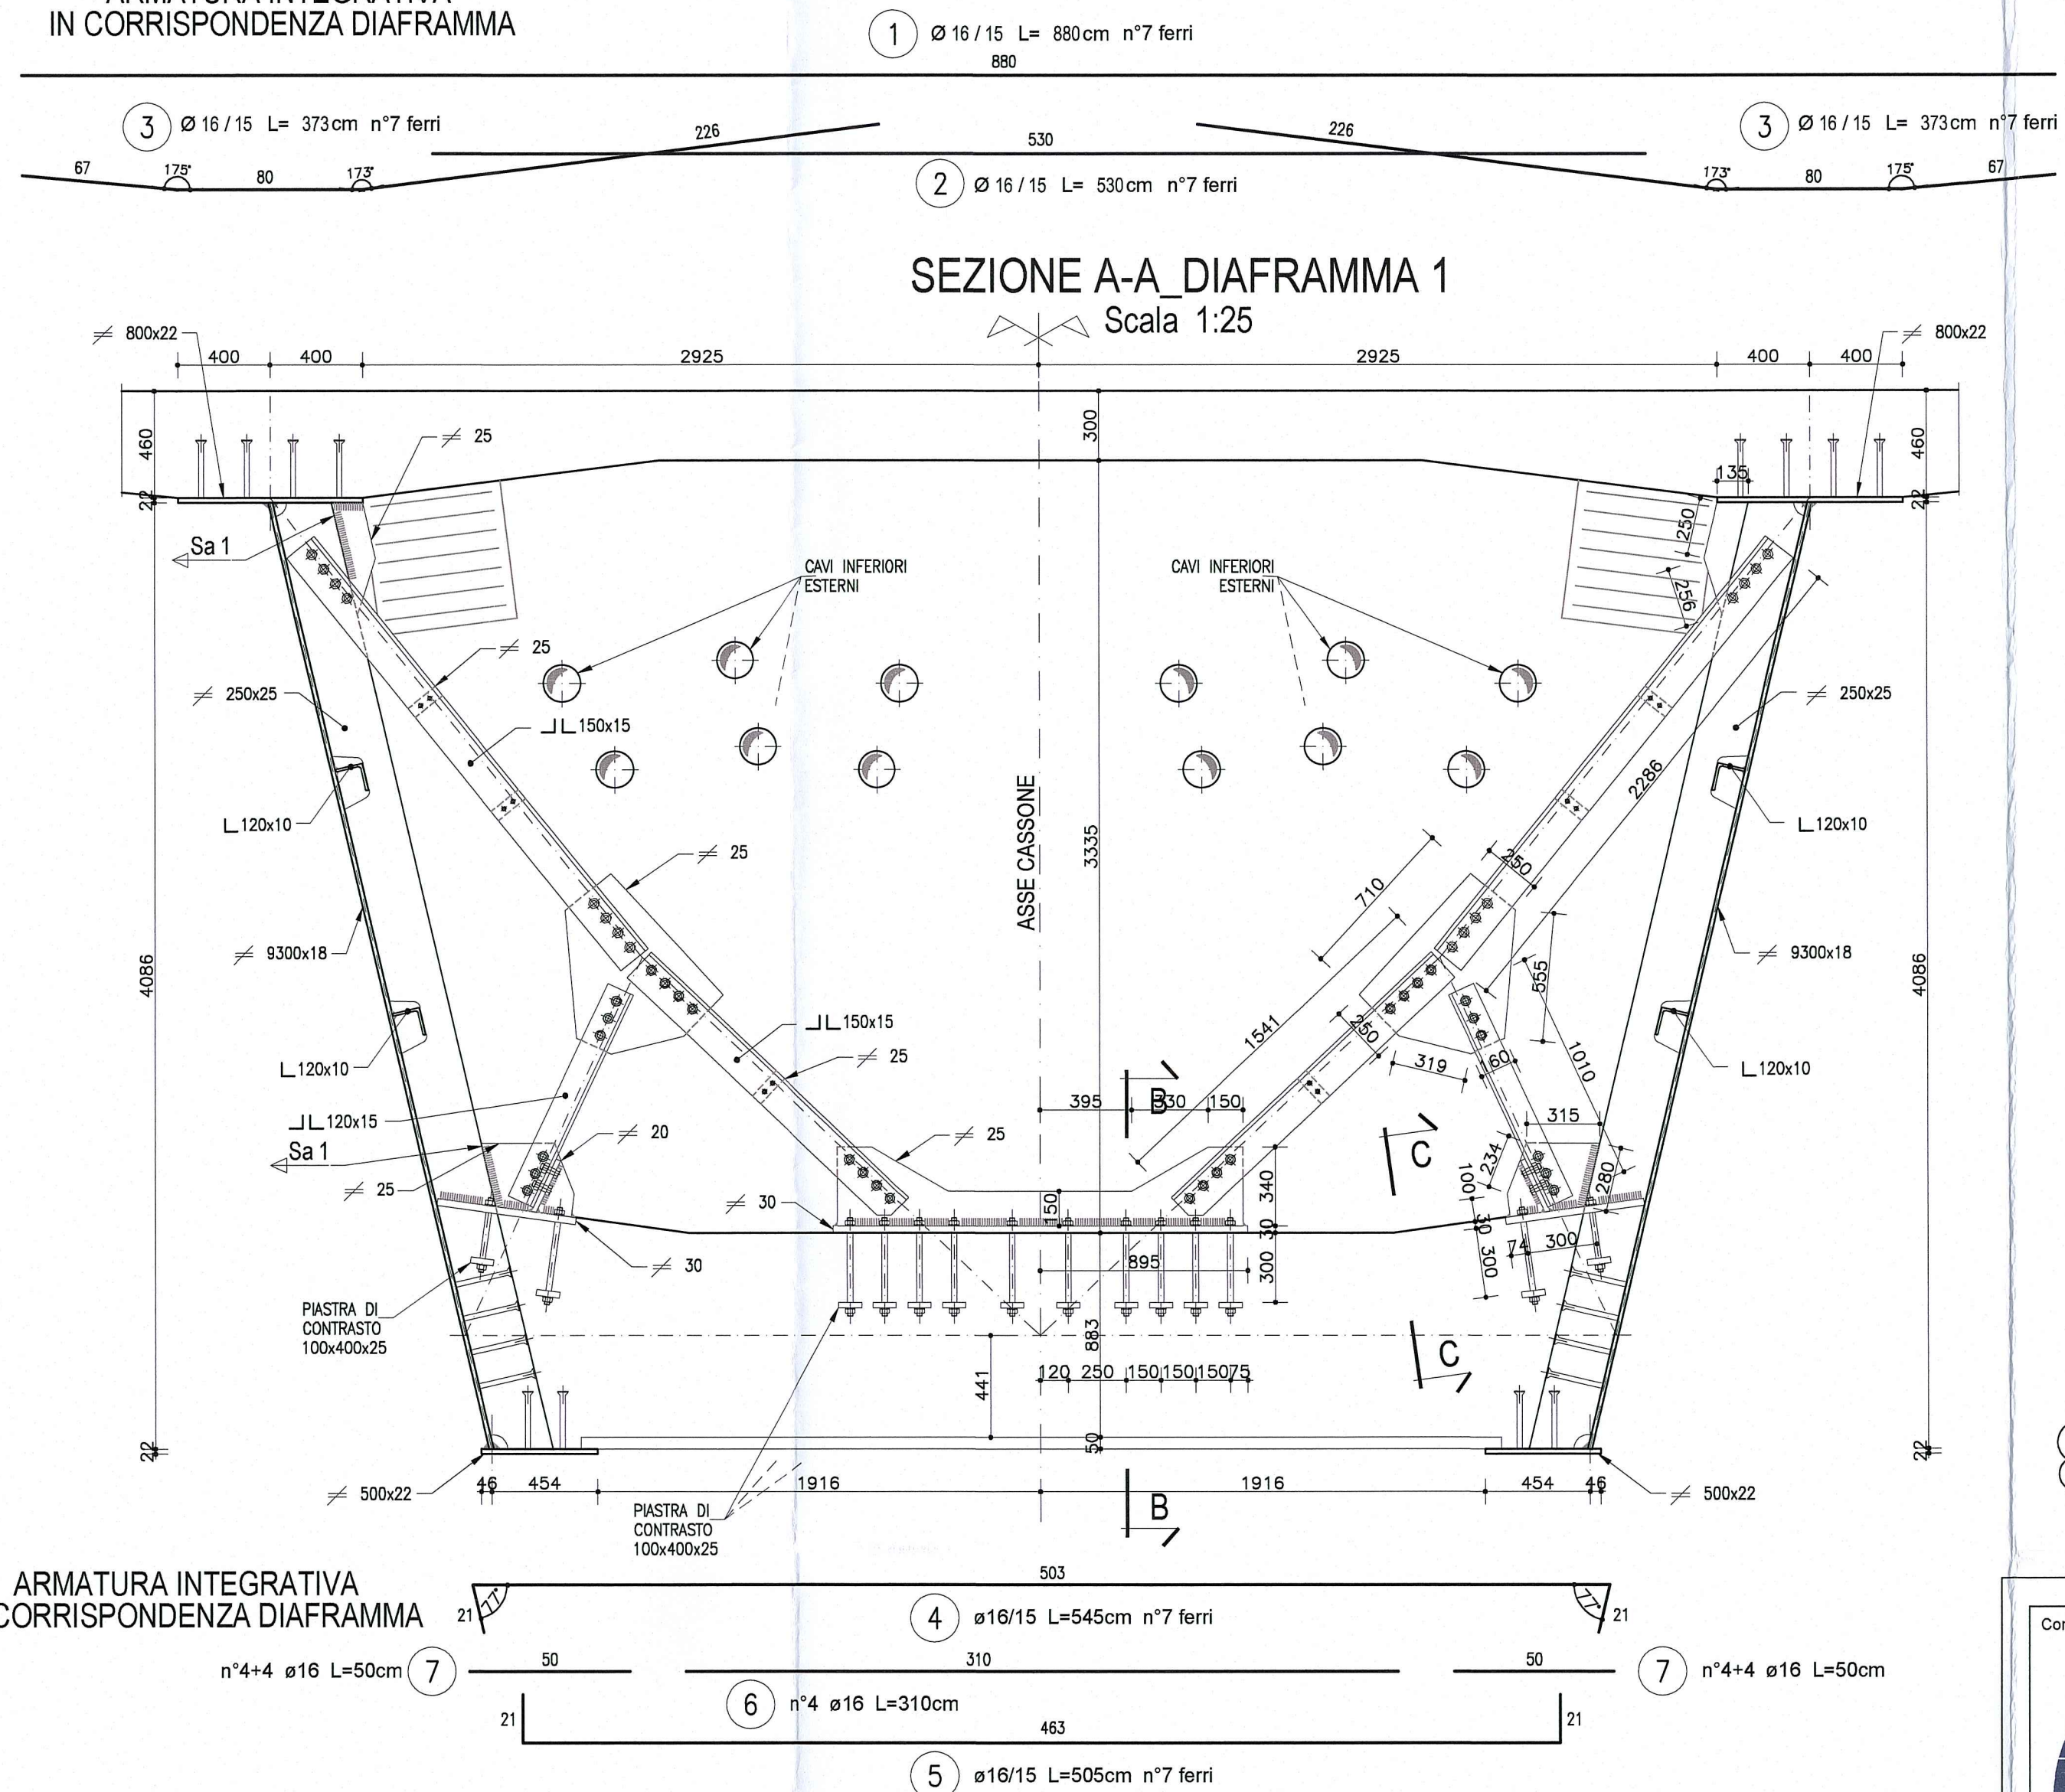 ARMATURA INTEGRATIVA
IN CORRISPONDENZA DIAFRAMMA
1 Ø 16 / 15 L= 880cm n°7 ferri
880
3 Ø 16 / 15 L= 373cm n°7 ferri
226
530
226
3 Ø 16 / 15 L= 373cm n°7 ferri
67
175°
80
173°
2 Ø 16 / 15 L= 530cm n°7 ferri
173°
80
175°
67
SEZIONE A-A_DIAFRAMMA 1
Scala 1:25
800x22
800x22
400
400
2925
2925
400
400
460
25
300
460
135
22
22
250
Sa 1
CAVI INFERIORI
ESTERNI
CAVI INFERIORI
ESTERNI
256
25
250x25
250x25
150x15
2286
120x10
120x10
ASSE CASSONE
3335
25
250
710
9300x18
9300x18
4086
4086
555
150x15
250
1541
25
1010
120x10
319
160
120x10
395
B
330
150
120x15
315
20
25
Sa 1
C
234
100
280
25
30
150
340
30
30
74
300
30
895
300
300
PIASTRA DI
CONTRASTO
100x400x25
883
C
441
120
250
150
150
150
75
50
22
22
46
454
1916
1916
454
46
500x22
500x22
PIASTRA DI
CONTRASTO
100x400x25
B
ARMATURA INTEGRATIVA
CORRISPONDENZA DIAFRAMMA
503
21
77°
77°
21
4 ø16/15 L=545cm n°7 ferri
n°4+4 ø16 L=50cm 7
50
310
50
7 n°4+4 ø16 L=50cm
6 n°4 ø16 L=310cm
21
463
21
5 ø16/15 L=505cm n°7 ferri